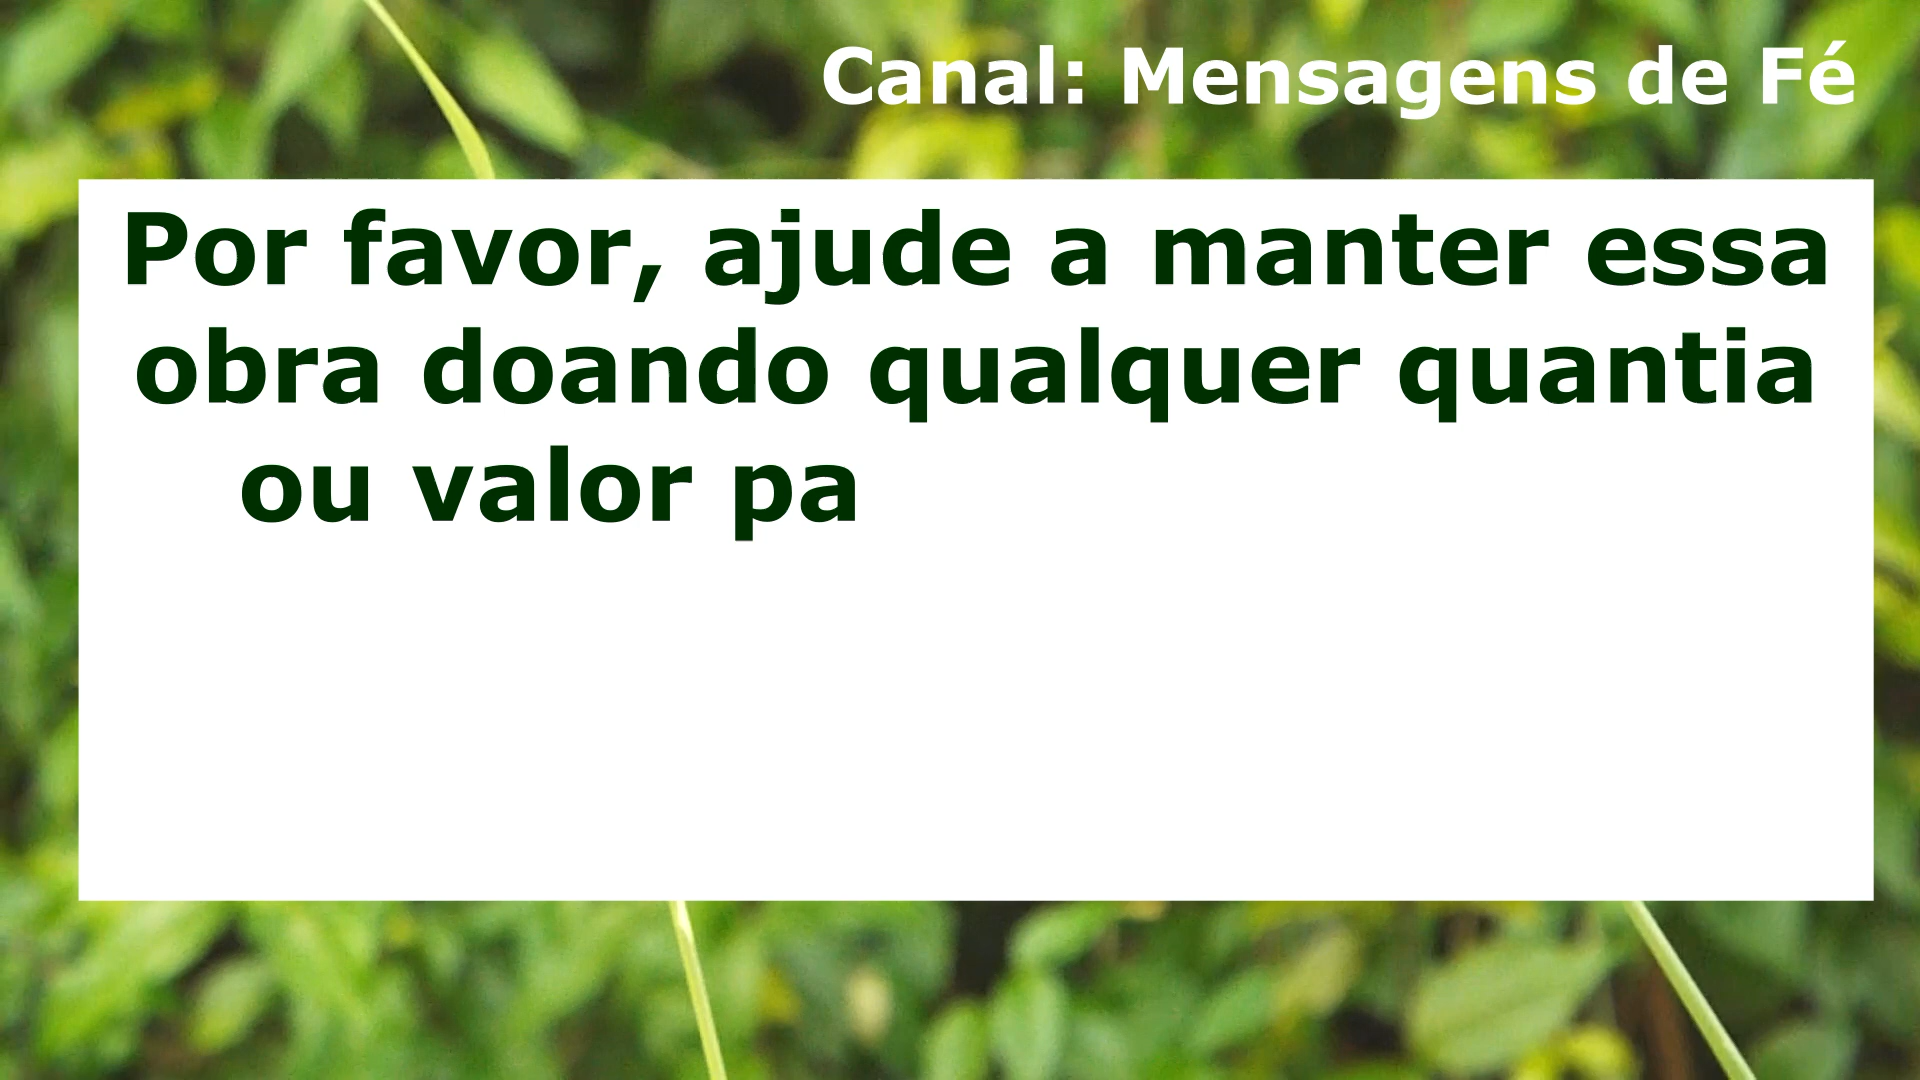 Canal: Mensagens de Fé
Por favor, ajude a manter essa
obra doando qualquer quantia
ou valor pa